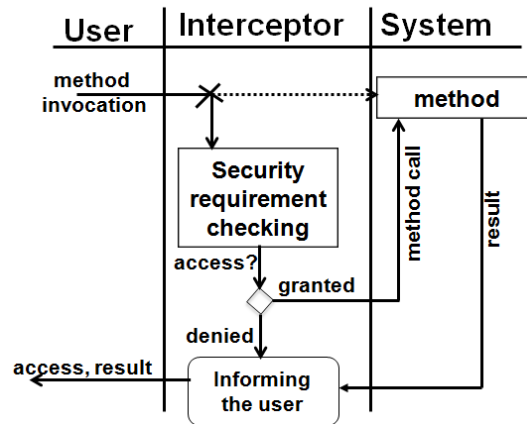 User Interceptor System
method
invocation
method
Security
requirement
checking
method call
result
access?
granted
denied
access, result
Informing
the user